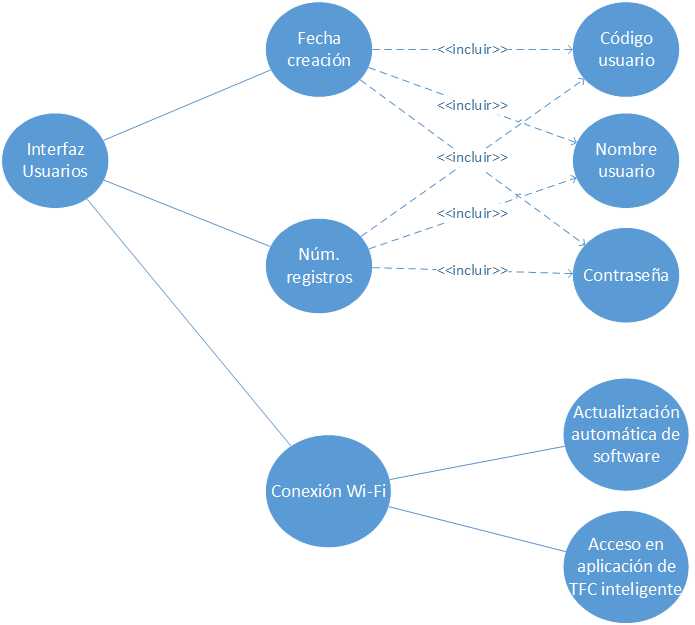 Fecha
creación
Código
usuario
<<incluir>>
<<incluir>>
<<incluir>>
<<incluir>>
<<incluir>>
Interfaz
Usuarios
Nombre
usuario
Núm.
registros
Contraseña
Actualiztación
automática de
software
Conexión Wi-Fi
Acceso en
aplicación de
TFC inteligente